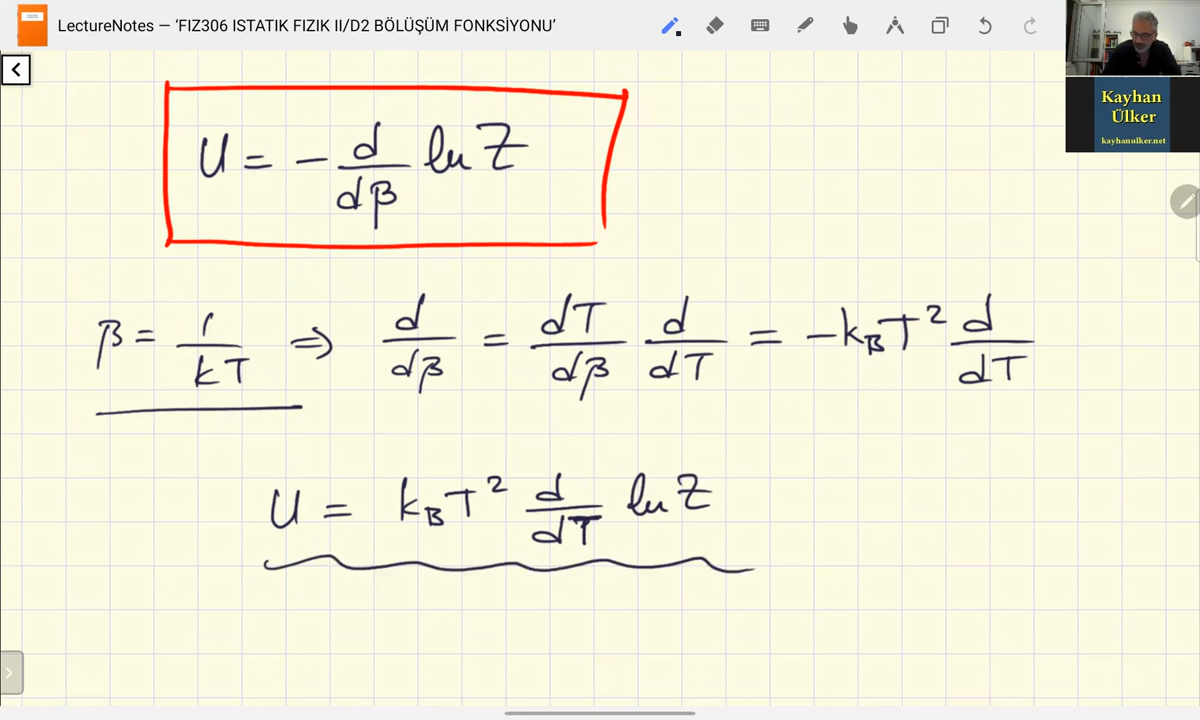 LectureNotes — ‘FIZ306 ISTATIK FIZIK II/D2 BÖLÜŞÜM FONKSİYONU’
Kayhan
Ülker
kayhanulker.net
U = - d/dβ ln Z
β = 1/kT ⇒ d/dβ = dT/dβ d/dT = -k_B T² d/dT
U = k_B T² d/dT ln Z